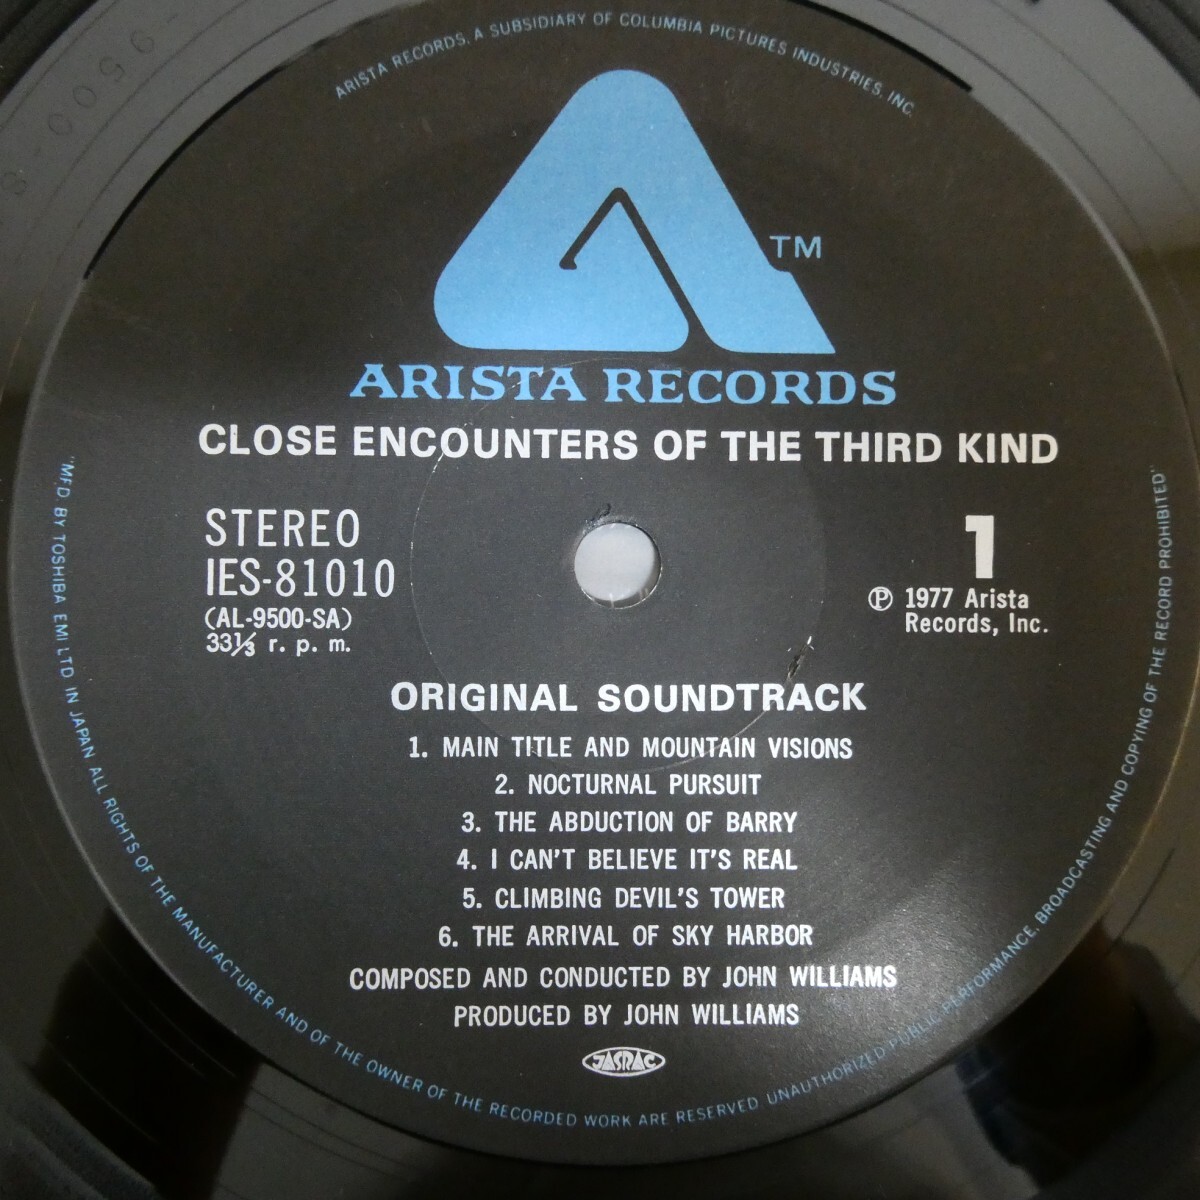 ARISTA RECORDS, A SUBSIDIARY OF COLUMBIA PICTURES INDUSTRIES, INC.
TM
ARISTA RECORDS
CLOSE ENCOUNTERS OF THE THIRD KIND
STEREO
IES-81010
(AL-9500-SA)
33⅓ r. p. m.
1
Ⓟ 1977 Arista
Records, Inc.
ORIGINAL SOUNDTRACK
1. MAIN TITLE AND MOUNTAIN VISIONS
2. NOCTURNAL PURSUIT
3. THE ABDUCTION OF BARRY
4. I CAN'T BELIEVE IT'S REAL
5. CLIMBING DEVIL'S TOWER
6. THE ARRIVAL OF SKY HARBOR
COMPOSED AND CONDUCTED BY JOHN WILLIAMS
PRODUCED BY JOHN WILLIAMS
JASRAC
"MFD. BY TOSHIBA EMI LTD IN JAPAN ALL RIGHTS OF THE MANUFACTURER AND OF THE OWNER OF THE RECORDED WORK ARE RESERVED UNAUTHORIZED PUBLIC PERFORMANCE, BROADCASTING AND COPYING OF THE RECORD PROHIBITED"